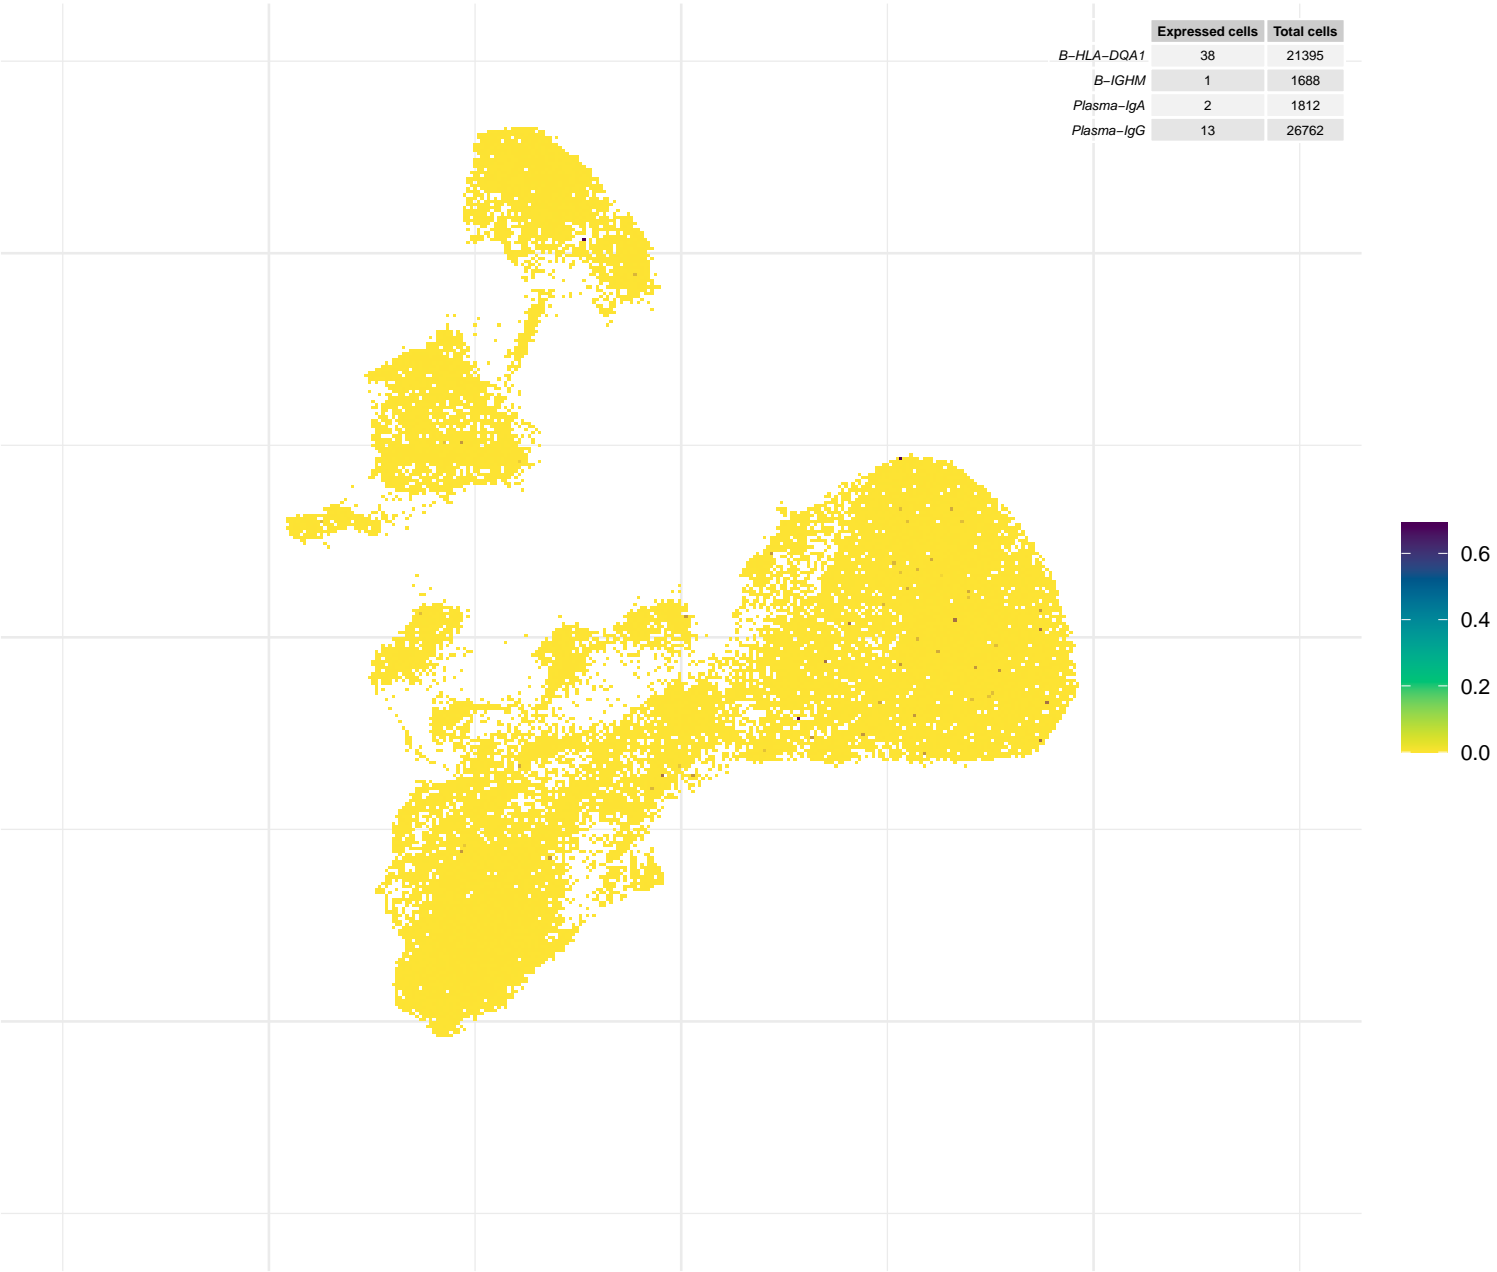 Expressed cells Total cells
B−HLA−DQA1 38 21395
B−IGHM 1 1688
Plasma−IgA 2 1812
Plasma−IgG 13 26762
0.6
0.4
0.2
0.0